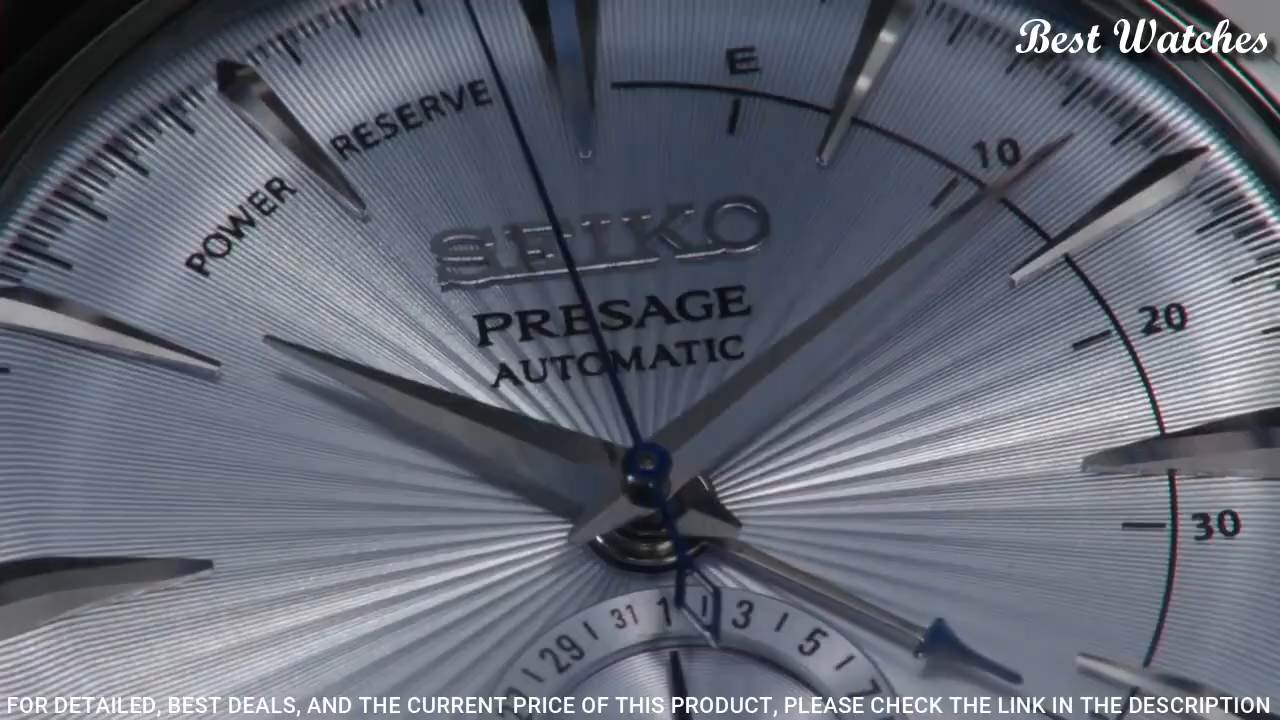 Best Watches
E
RESERVE
10
POWER
SEIKO
PRESAGE
20
AUTOMATIC
30
29 31 1 3 5 7
FOR DETAILED, BEST DEALS, AND THE CURRENT PRICE OF THIS PRODUCT, PLEASE CHECK THE LINK IN THE DESCRIPTION